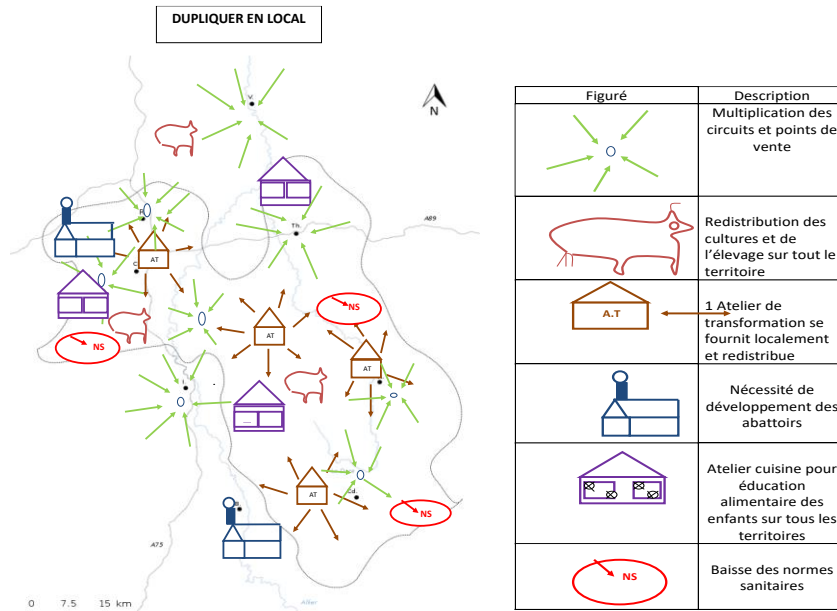 DUPLIQUER EN LOCAL
V.
N
A89
R.
Th.
AT
C.
NS
AT
NS
AT
I.
AT
Cd.
NS
A75
Allier
0 7.5 15 km
Figuré Description
Multiplication des
circuits et points de
vente
Redistribution des
cultures et de
l'élevage sur tout le
territoire
A.T
1 Atelier de
transformation se
fournit localement
et redistribue
Nécessité de
développement des
abattoirs
Atelier cuisine pour
éducation
alimentaire des
enfants sur tous les
territoires
NS
Baisse des normes
sanitaires